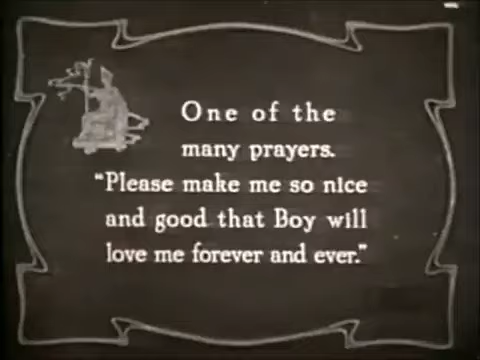 One of the
many prayers.
"Please make me so nice
and good that Boy will
love me forever and ever."